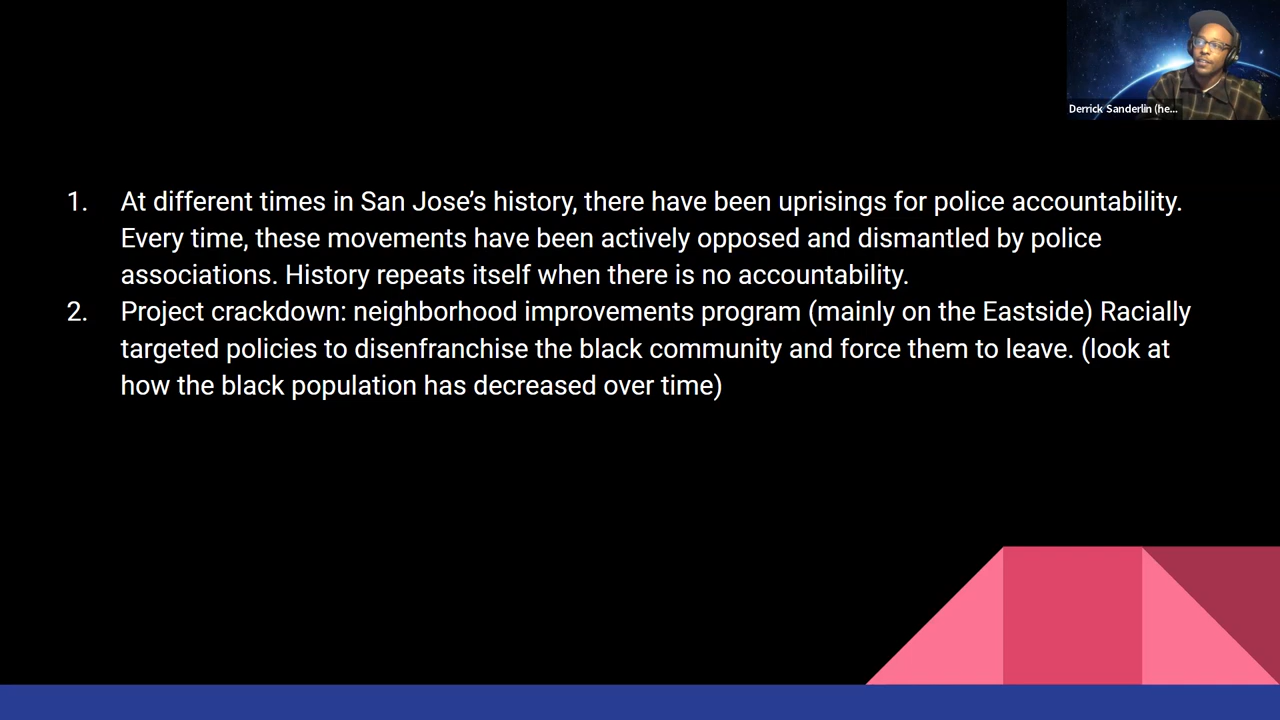 Derrick Sanderlin (he...
1. At different times in San Jose’s history, there have been uprisings for police accountability.
Every time, these movements have been actively opposed and dismantled by police
associations. History repeats itself when there is no accountability.
2. Project crackdown: neighborhood improvements program (mainly on the Eastside) Racially
targeted policies to disenfranchise the black community and force them to leave. (look at
how the black population has decreased over time)